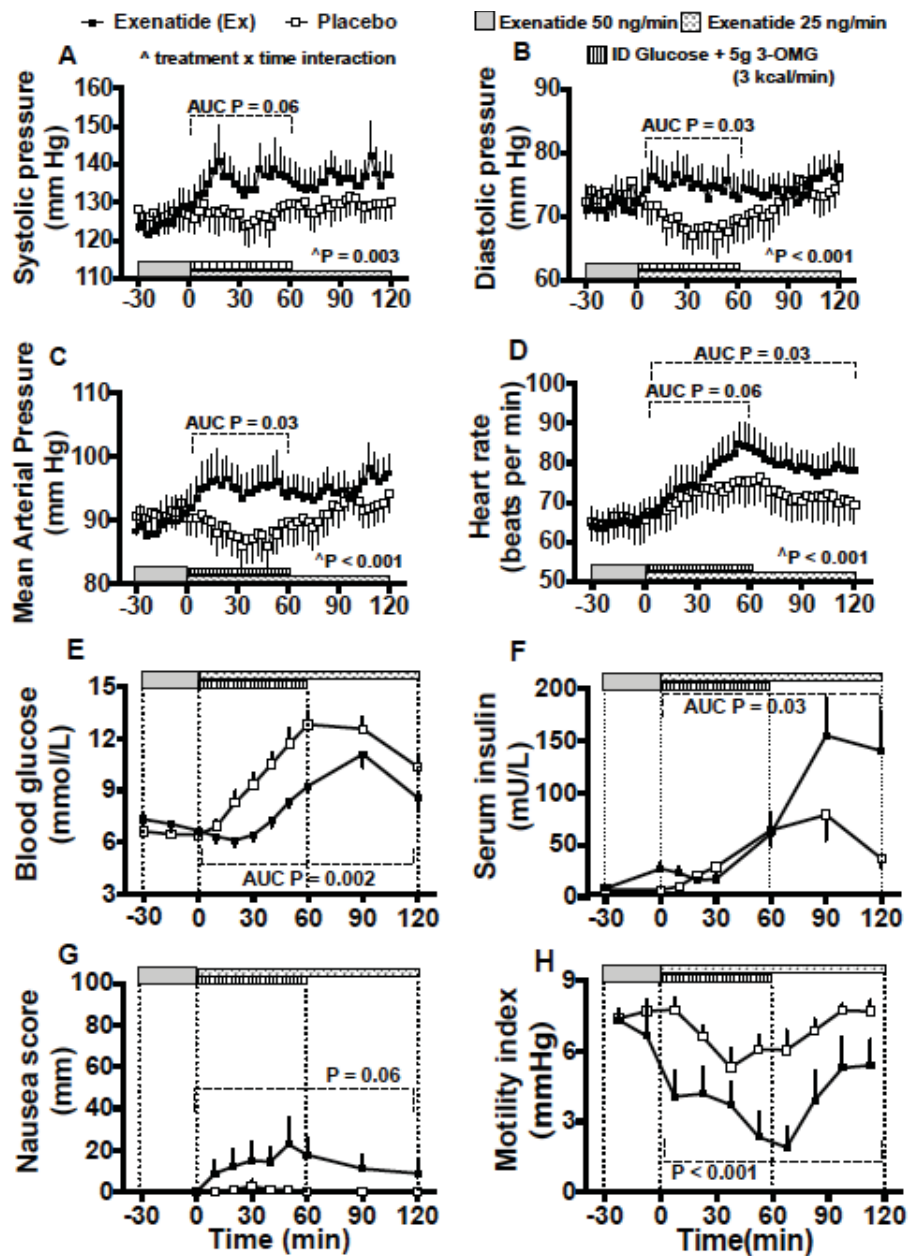 Exenatide (Ex) Placebo
Exenatide 50 ng/min Exenatide 25 ng/min
A ^ treatment x time interaction
B ID Glucose + 5g 3-OMG
(3 kcal/min)
Systolic pressure
(mm Hg)
160
150
140
130
120
110
AUC P = 0.06
^P = 0.003
-30 0 30 60 90 120
Diastolic pressure
(mm Hg)
90
80
70
60
AUC P = 0.03
^P < 0.001
-30 0 30 60 90 120
C
Mean Arterial Pressure
(mm Hg)
110
100
90
80
AUC P = 0.03
^P < 0.001
-30 0 30 60 90 120
D
Heart rate
(beats per min)
100
90
80
70
60
50
AUC P = 0.03
AUC P = 0.06
^P < 0.001
-30 0 30 60 90 120
E
Blood glucose
(mmol/L)
15
12
9
6
3
AUC P = 0.002
-30 0 30 60 90 120
F
Serum insulin
(mU/L)
200
150
100
50
0
AUC P = 0.03
-30 0 30 60 90 120
G
Nausea score
(mm)
100
80
60
40
20
0
P = 0.06
-30 0 30 60 90 120
Time (min)
H
Motility index
(mmHg)
9
6
3
0
P < 0.001
-30 0 30 60 90 120
Time(min)